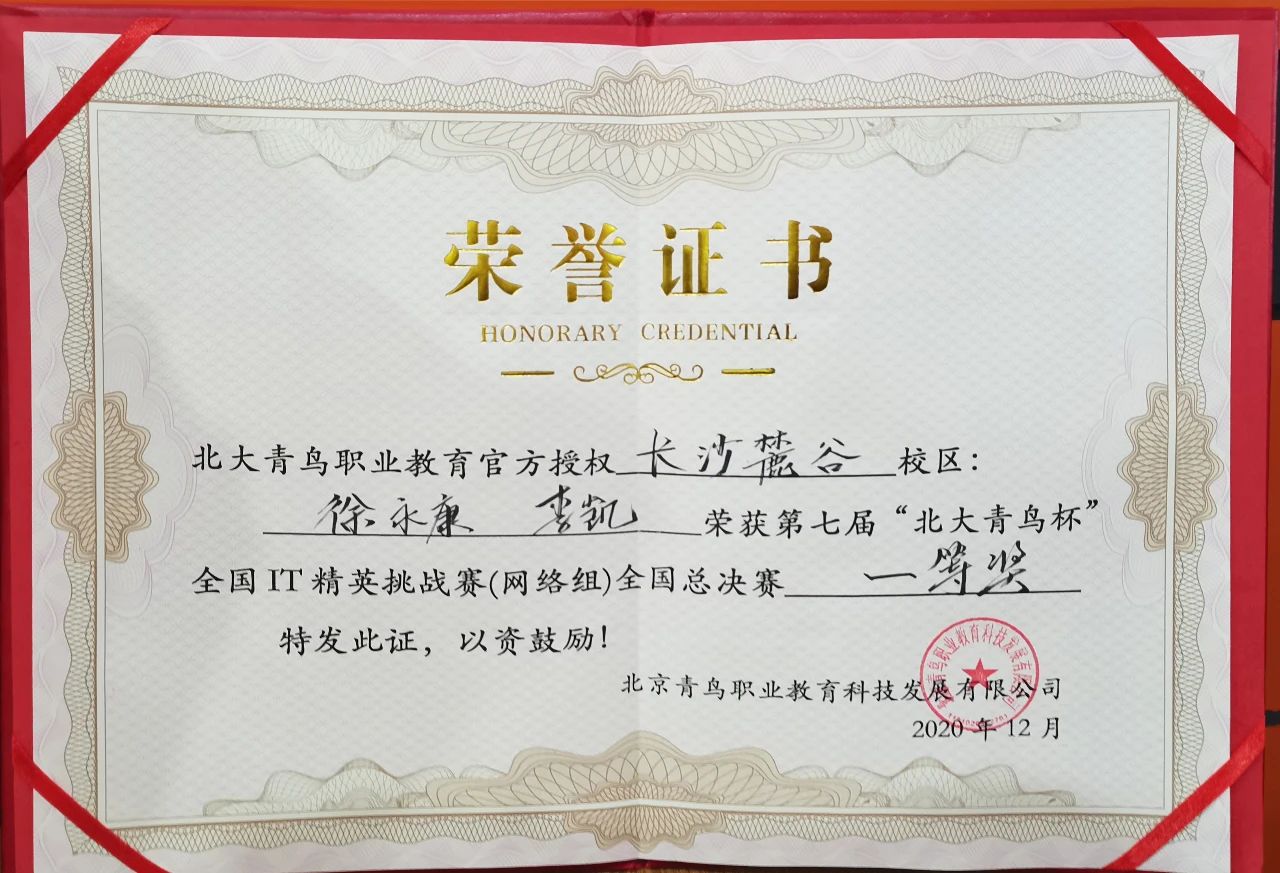 荣誉证书
HONORARY CREDENTIAL
北大青鸟职业教育官方授权 长沙麓谷 校区：
徐永康 李凯 荣获第七届“北大青鸟杯”
全国IT精英挑战赛(网络组)全国总决赛 一等奖
特发此证，以资鼓励！
北京青鸟职业教育科技发展有限公司
2020年12月